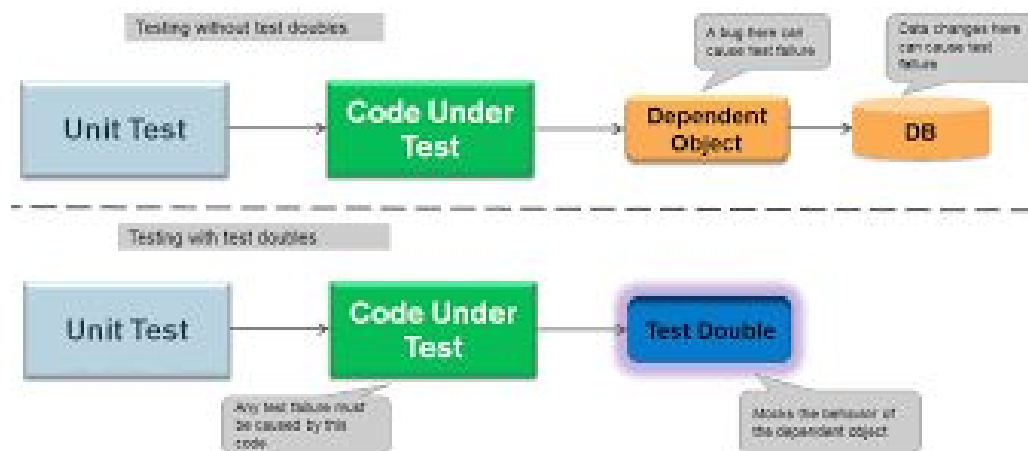 Testing without test doubles
A bug here can
cause test failure
Data changes here
can cause test
failure
Unit Test
Code Under
Test
Dependent
Object
DB
Testing with test doubles
Unit Test
Code Under
Test
Test Double
Any test failure must
be caused by this
code
Mocks the behavior of
the dependent object